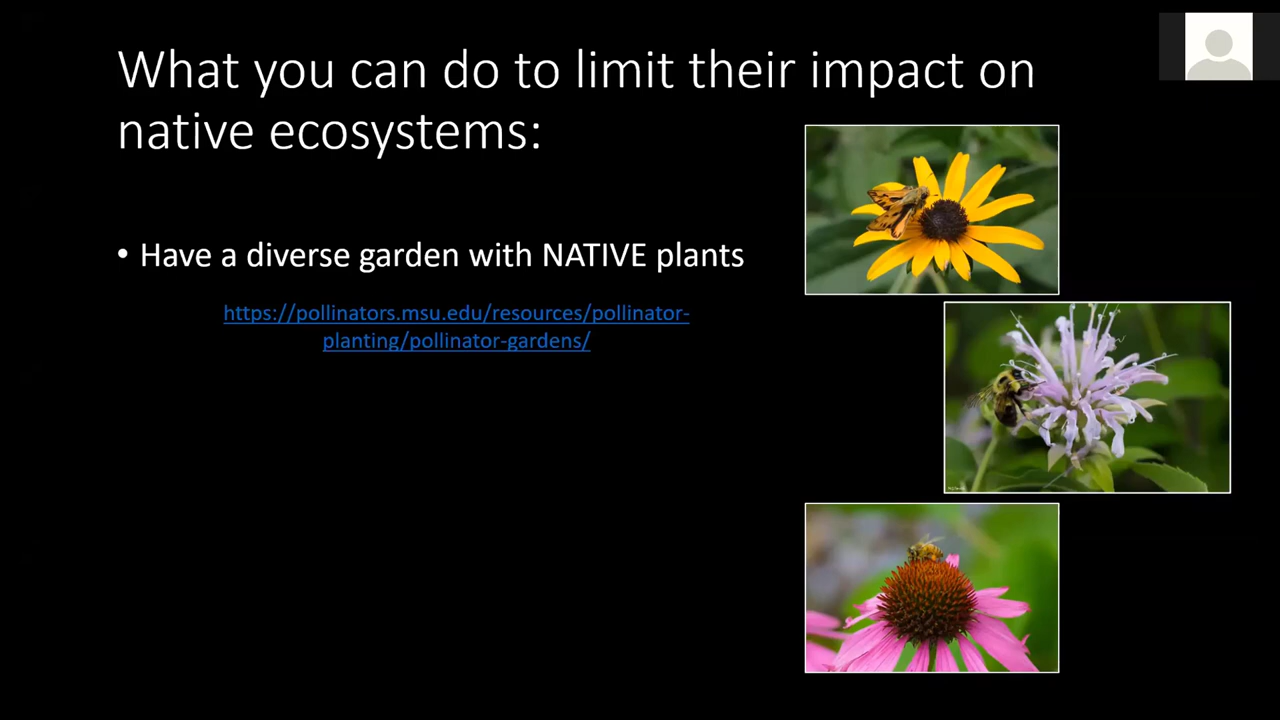 What you can do to limit their impact on
native ecosystems:
• Have a diverse garden with NATIVE plants
https://pollinators.msu.edu/resources/pollinator-
planting/pollinator-gardens/